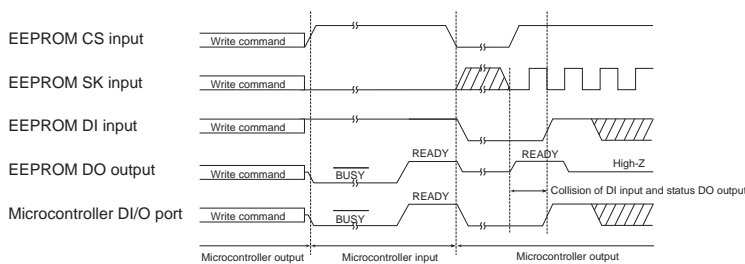 EEPROM CS input
Write command
EEPROM SK input
Write command
EEPROM DI input
Write command
EEPROM DO output
Write command
BUSY
READY
READY
High-Z
Collision of DI input and status DO output
Microcontroller DI/O port
Write command
BUSY
READY
Microcontroller output
Microcontroller input
Microcontroller output